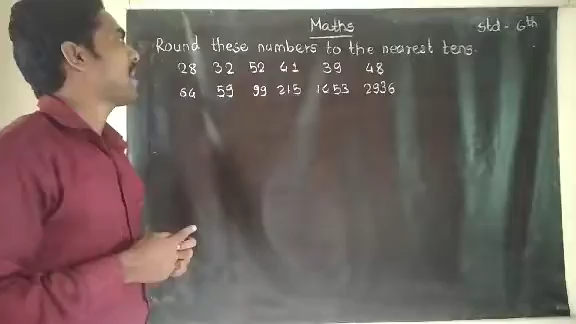 Maths
Std - 6th
Round these numbers to the nearest tens.
28 32 52 41 39 48
64 59 99 215 1453 2936